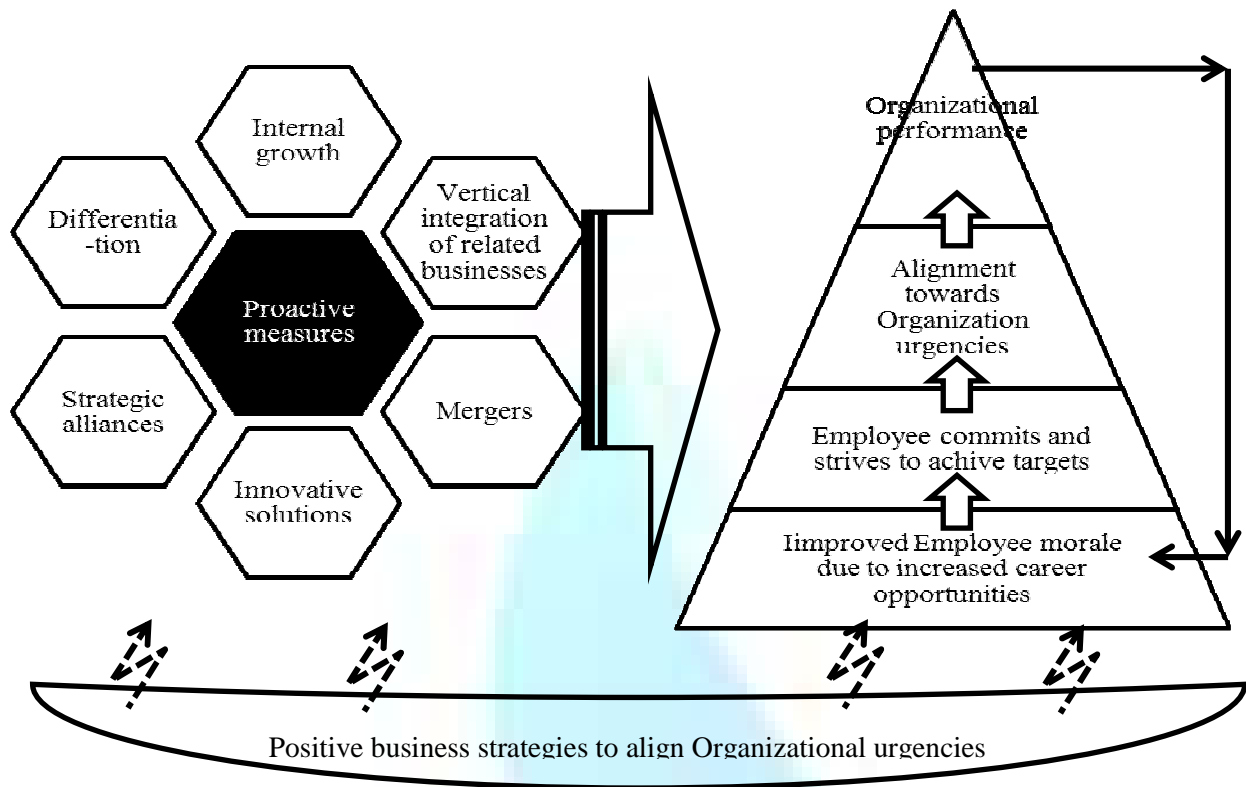 Internal
growth
Differentia
-tion
Vertical
integration
of related
businesses
Proactive
measures
Strategic
alliances
Mergers
Innovative
solutions
Organizational
performance
Alignment
towards
Organization
urgencies
Employee commits and
strives to achive targets
Iimproved Employee morale
due to increased career
opportunities
Positive business strategies to align Organizational urgencies